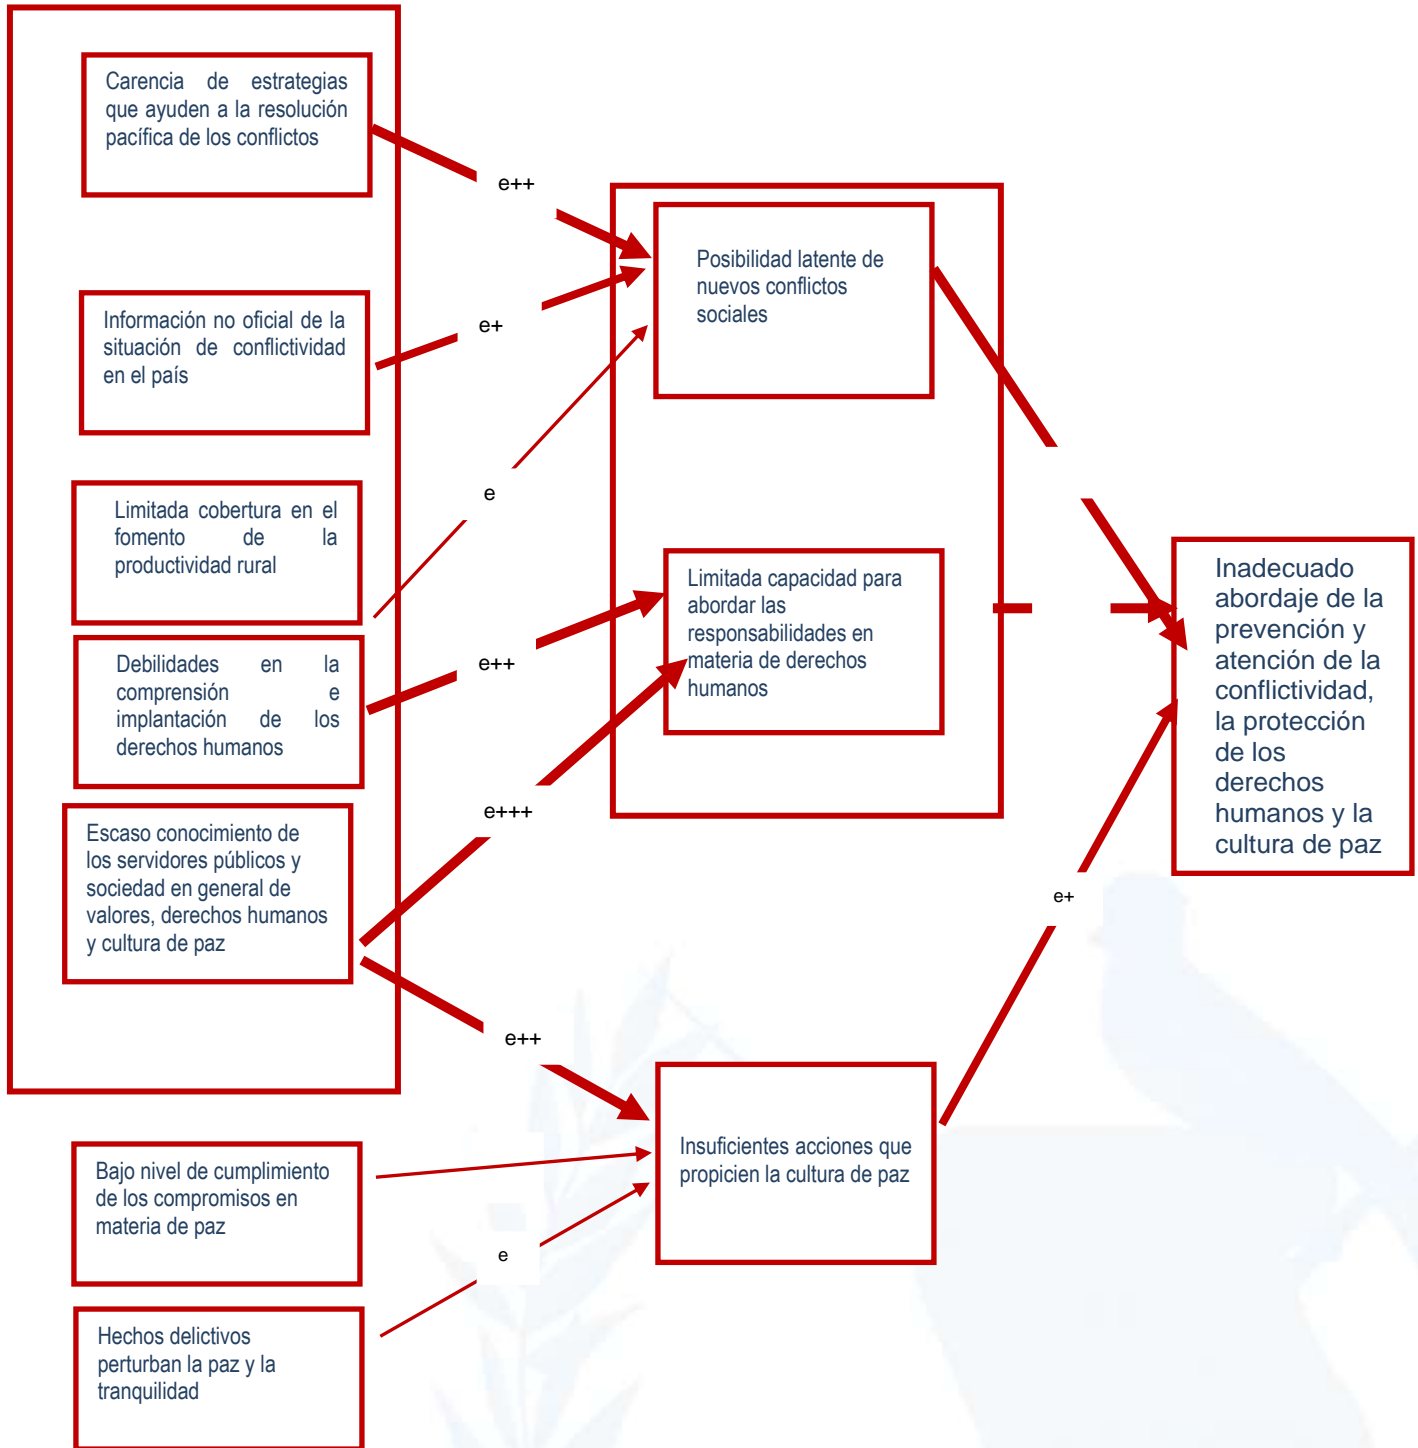 Carencia de estrategias
que ayuden a la resolución
pacífica de los conflictos
e++
Posibilidad latente de
nuevos conflictos
sociales
Información no oficial de la
situación de conflictividad
en el país
e+
Limitada cobertura en el
fomento de la
productividad rural
e
Limitada capacidad para
abordar las
responsabilidades en
materia de derechos
humanos
Inadecuado
abordaje de la
prevención y
atención de la
conflictividad,
la protección
de los
derechos
humanos y la
cultura de paz
Debilidades en la
comprensión e
implantación de los
derechos humanos
e++
Escaso conocimiento de
los servidores públicos y
sociedad en general de
valores, derechos humanos
y cultura de paz
e+++
e+
e++
Insuficientes acciones que
propicien la cultura de paz
Bajo nivel de cumplimiento
de los compromisos en
materia de paz
e
Hechos delictivos
perturban la paz y la
tranquilidad